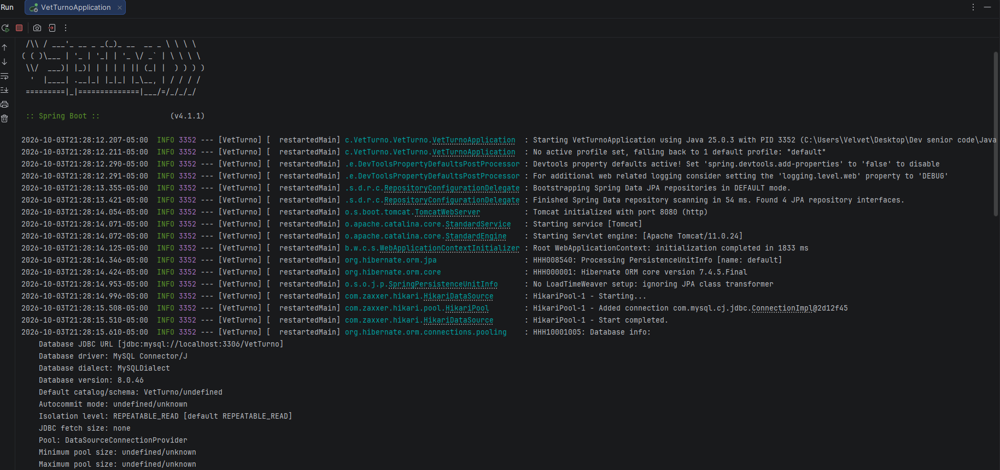 Run VetTurnoApplication
 /\\ / ___'_ __ _ _(_)_ __  __ _ \ \ \ \
( ( )\___ | '_ | '_| | '_ \/ _` | \ \ \ \
 \\/  ___)| |_)| | | | | || (_| |  ) ) ) )
  '  |____| .__|_| |_|_| |_\__, | / / / /
 =========|_|==============|___/=/_/_/_/
:: Spring Boot ::                (v4.1.1)
2026-10-03T21:28:12.207-05:00  INFO 3352 --- [VetTurno] [  restartedMain] c.VetTurno.VetTurno.VetTurnoApplication  : Starting VetTurnoApplication using Java 25.0.3 with PID 3352 (C:\Users\Velvet\Desktop\Dev senior code\Java
2026-10-03T21:28:12.211-05:00  INFO 3352 --- [VetTurno] [  restartedMain] c.VetTurno.VetTurno.VetTurnoApplication  : No active profile set, falling back to 1 default profile: "default"
2026-10-03T21:28:12.290-05:00  INFO 3352 --- [VetTurno] [  restartedMain] .e.DevToolsPropertyDefaultsPostProcessor : Devtools property defaults active! Set 'spring.devtools.add-properties' to 'false' to disable
2026-10-03T21:28:12.291-05:00  INFO 3352 --- [VetTurno] [  restartedMain] .e.DevToolsPropertyDefaultsPostProcessor : For additional web related logging consider setting the 'logging.level.web' property to 'DEBUG'
2026-10-03T21:28:13.355-05:00  INFO 3352 --- [VetTurno] [  restartedMain] .s.d.r.c.RepositoryConfigurationDelegate : Bootstrapping Spring Data JPA repositories in DEFAULT mode.
2026-10-03T21:28:13.421-05:00  INFO 3352 --- [VetTurno] [  restartedMain] .s.d.r.c.RepositoryConfigurationDelegate : Finished Spring Data repository scanning in 54 ms. Found 4 JPA repository interfaces.
2026-10-03T21:28:14.054-05:00  INFO 3352 --- [VetTurno] [  restartedMain] o.s.boot.tomcat.TomcatWebServer          : Tomcat initialized with port 8080 (http)
2026-10-03T21:28:14.071-05:00  INFO 3352 --- [VetTurno] [  restartedMain] o.apache.catalina.core.StandardService   : Starting service [Tomcat]
2026-10-03T21:28:14.072-05:00  INFO 3352 --- [VetTurno] [  restartedMain] o.apache.catalina.core.StandardEngine    : Starting Servlet engine: [Apache Tomcat/11.0.24]
2026-10-03T21:28:14.125-05:00  INFO 3352 --- [VetTurno] [  restartedMain] b.w.c.s.WebApplicationContextInitializer : Root WebApplicationContext: initialization completed in 1833 ms
2026-10-03T21:28:14.346-05:00  INFO 3352 --- [VetTurno] [  restartedMain] org.hibernate.orm.jpa                    : HHH008540: Processing PersistenceUnitInfo [name: default]
2026-10-03T21:28:14.424-05:00  INFO 3352 --- [VetTurno] [  restartedMain] org.hibernate.orm.core                   : HHH000001: Hibernate ORM core version 7.4.5.Final
2026-10-03T21:28:14.953-05:00  INFO 3352 --- [VetTurno] [  restartedMain] o.s.o.j.p.SpringPersistenceUnitInfo      : No LoadTimeWeaver setup: ignoring JPA class transformer
2026-10-03T21:28:14.996-05:00  INFO 3352 --- [VetTurno] [  restartedMain] com.zaxxer.hikari.HikariDataSource       : HikariPool-1 - Starting...
2026-10-03T21:28:15.508-05:00  INFO 3352 --- [VetTurno] [  restartedMain] com.zaxxer.hikari.pool.HikariPool        : HikariPool-1 - Added connection com.mysql.cj.jdbc.ConnectionImpl@2d12f45
2026-10-03T21:28:15.510-05:00  INFO 3352 --- [VetTurno] [  restartedMain] com.zaxxer.hikari.HikariDataSource       : HikariPool-1 - Start completed.
2026-10-03T21:28:15.610-05:00  INFO 3352 --- [VetTurno] [  restartedMain] org.hibernate.orm.connections.pooling    : HHH10001005: Database info:
Database JDBC URL [jdbc:mysql://localhost:3306/VetTurno]
Database driver: MySQL Connector/J
Database dialect: MySQLDialect
Database version: 8.0.46
Default catalog/schema: VetTurno/undefined
Autocommit mode: undefined/unknown
Isolation level: REPEATABLE_READ [default REPEATABLE_READ]
JDBC fetch size: none
Pool: DataSourceConnectionProvider
Minimum pool size: undefined/unknown
Maximum pool size: undefined/unknown